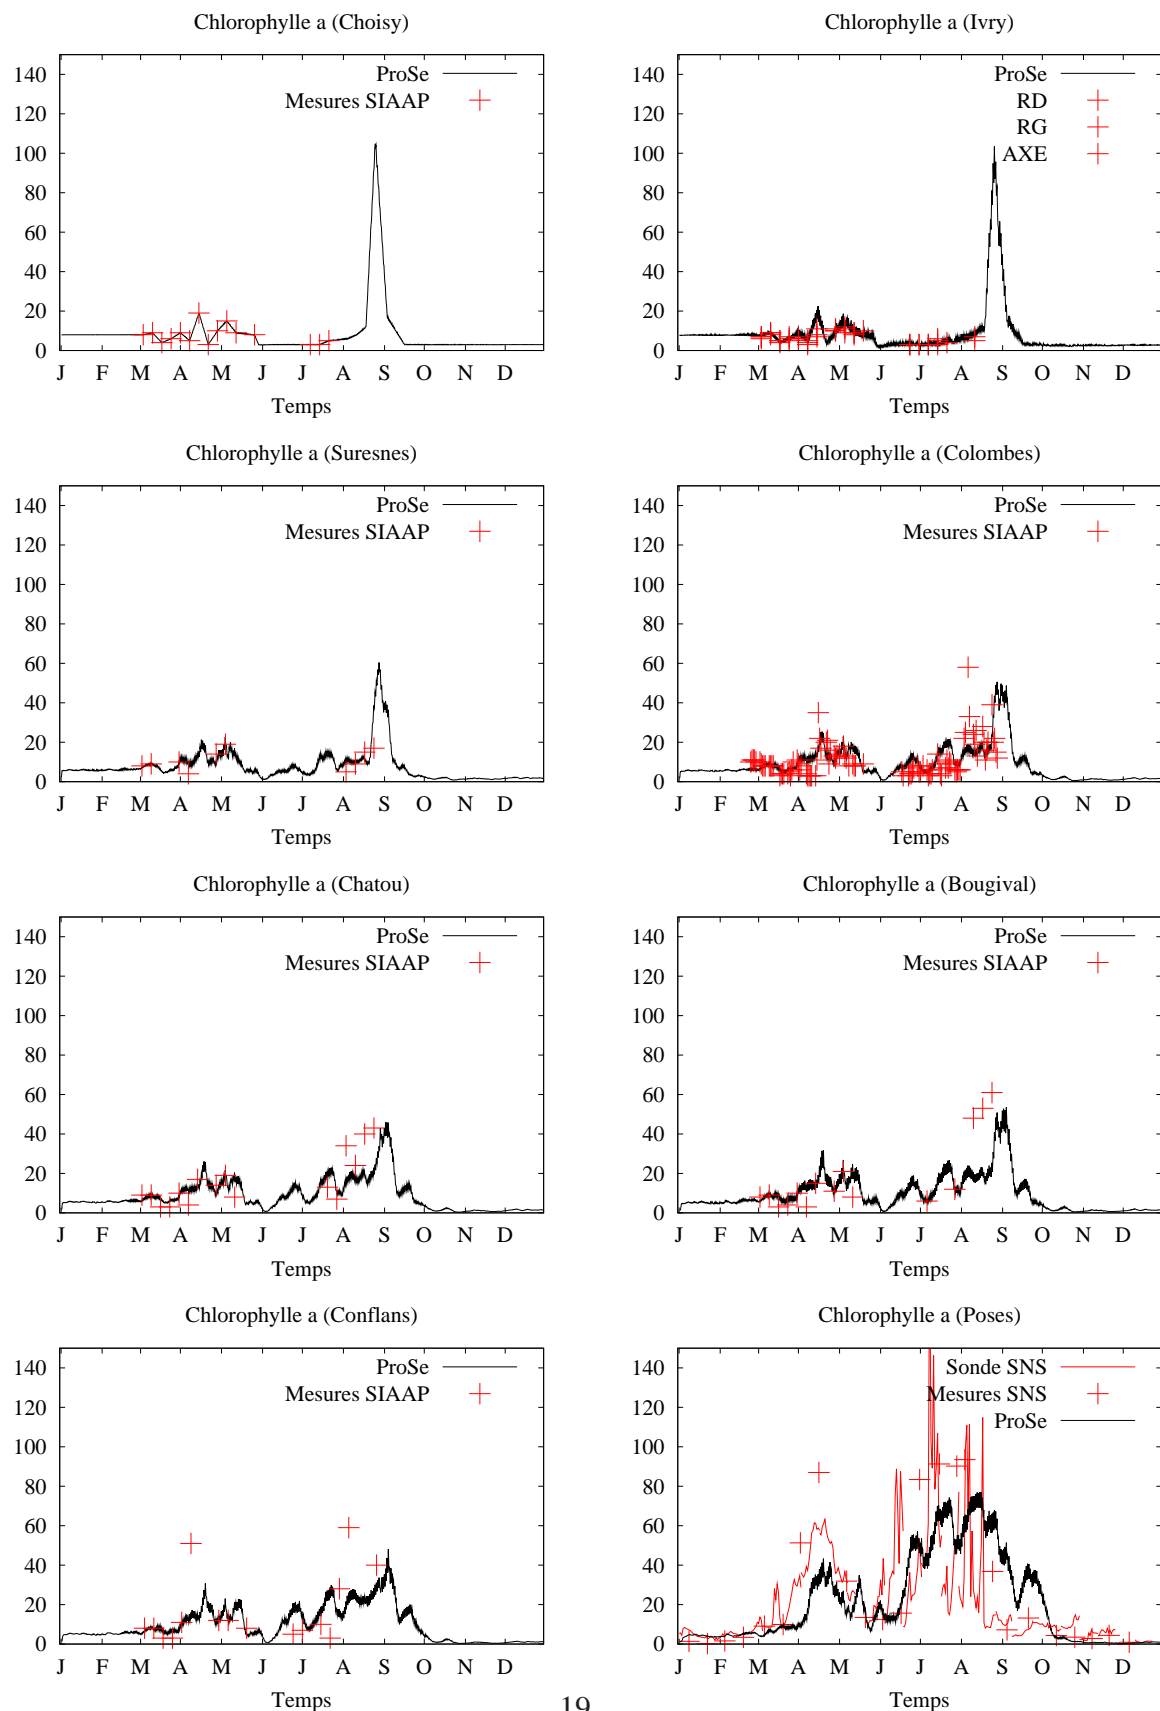 Chlorophylle a (Choisy)
ProSe
Mesures SIAAP
140
120
100
80
60
40
20
0
J F M A M J J A S O N D
Temps
Chlorophylle a (Ivry)
ProSe
RD
RG
AXE
140
120
100
80
60
40
20
0
J F M A M J J A S O N D
Temps
Chlorophylle a (Suresnes)
ProSe
Mesures SIAAP
140
120
100
80
60
40
20
0
J F M A M J J A S O N D
Temps
Chlorophylle a (Colombes)
ProSe
Mesures SIAAP
140
120
100
80
60
40
20
0
J F M A M J J A S O N D
Temps
Chlorophylle a (Chatou)
ProSe
Mesures SIAAP
140
120
100
80
60
40
20
0
J F M A M J J A S O N D
Temps
Chlorophylle a (Bougival)
ProSe
Mesures SIAAP
140
120
100
80
60
40
20
0
J F M A M J J A S O N D
Temps
Chlorophylle a (Conflans)
ProSe
Mesures SIAAP
140
120
100
80
60
40
20
0
J F M A M J J A S O N D
Temps
Chlorophylle a (Poses)
Sonde SNS
Mesures SNS
ProSe
140
120
100
80
60
40
20
0
J F M A M J J A S O N D
Temps
19